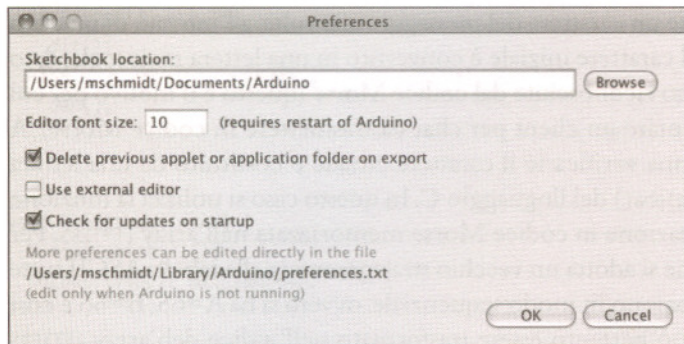 Preferences
Sketchbook location:
/Users/mschmidt/Documents/Arduino
Browse
Editor font size: 10 (requires restart of Arduino)
Delete previous applet or application folder on export
Use external editor
Check for updates on startup
More preferences can be edited directly in the file
/Users/mschmidt/Library/Arduino/preferences.txt
(edit only when Arduino is not running)
OK Cancel